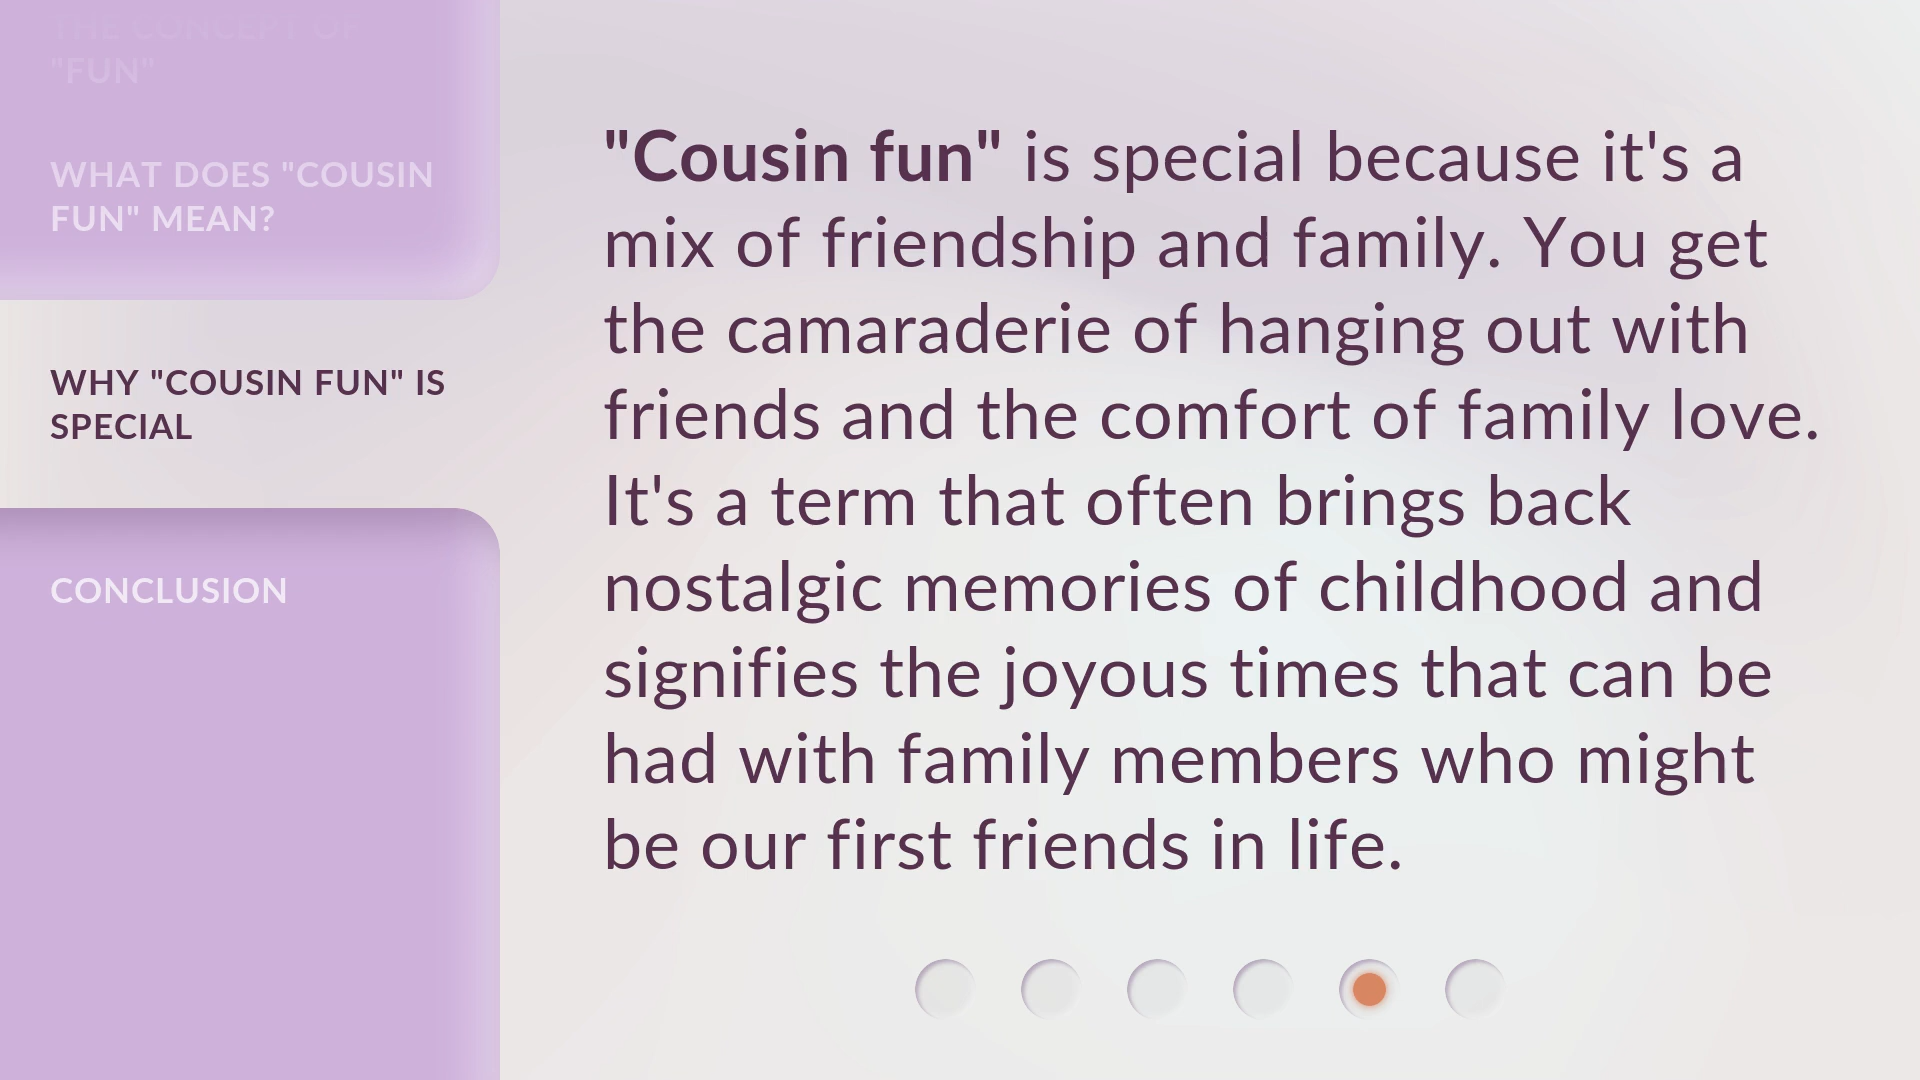 THE CONCEPT OF
"FUN"
WHAT DOES "COUSIN
FUN" MEAN?
WHY "COUSIN FUN" IS
SPECIAL
CONCLUSION
"Cousin fun" is special because it's a
mix of friendship and family. You get
the camaraderie of hanging out with
friends and the comfort of family love.
It's a term that often brings back
nostalgic memories of childhood and
signifies the joyous times that can be
had with family members who might
be our first friends in life.